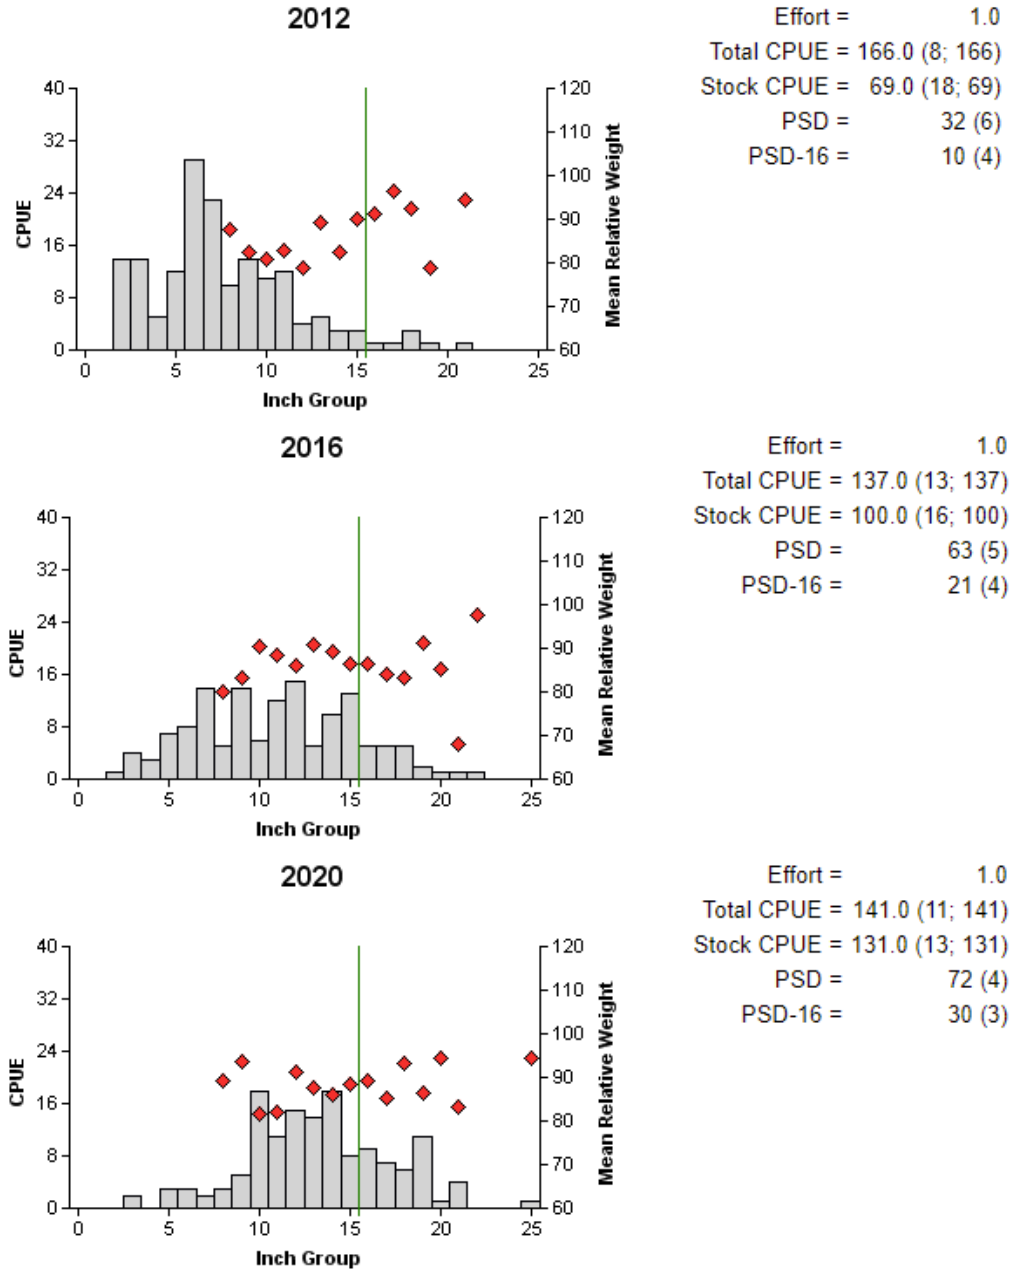 2012
Effort = 1.0
Total CPUE = 166.0 (8; 166)
Stock CPUE = 69.0 (18; 69)
PSD = 32 (6)
PSD-16 = 10 (4)
40
32
24
16
8
0
CPUE
120
110
100
90
80
70
60
Mean Relative Weight
0 5 10 15 20 25
Inch Group
2016
Effort = 1.0
Total CPUE = 137.0 (13; 137)
Stock CPUE = 100.0 (16; 100)
PSD = 63 (5)
PSD-16 = 21 (4)
40
32
24
16
8
0
CPUE
120
110
100
90
80
70
60
Mean Relative Weight
0 5 10 15 20 25
Inch Group
2020
Effort = 1.0
Total CPUE = 141.0 (11; 141)
Stock CPUE = 131.0 (13; 131)
PSD = 72 (4)
PSD-16 = 30 (3)
40
32
24
16
8
0
CPUE
120
110
100
90
80
70
60
Mean Relative Weight
0 5 10 15 20 25
Inch Group